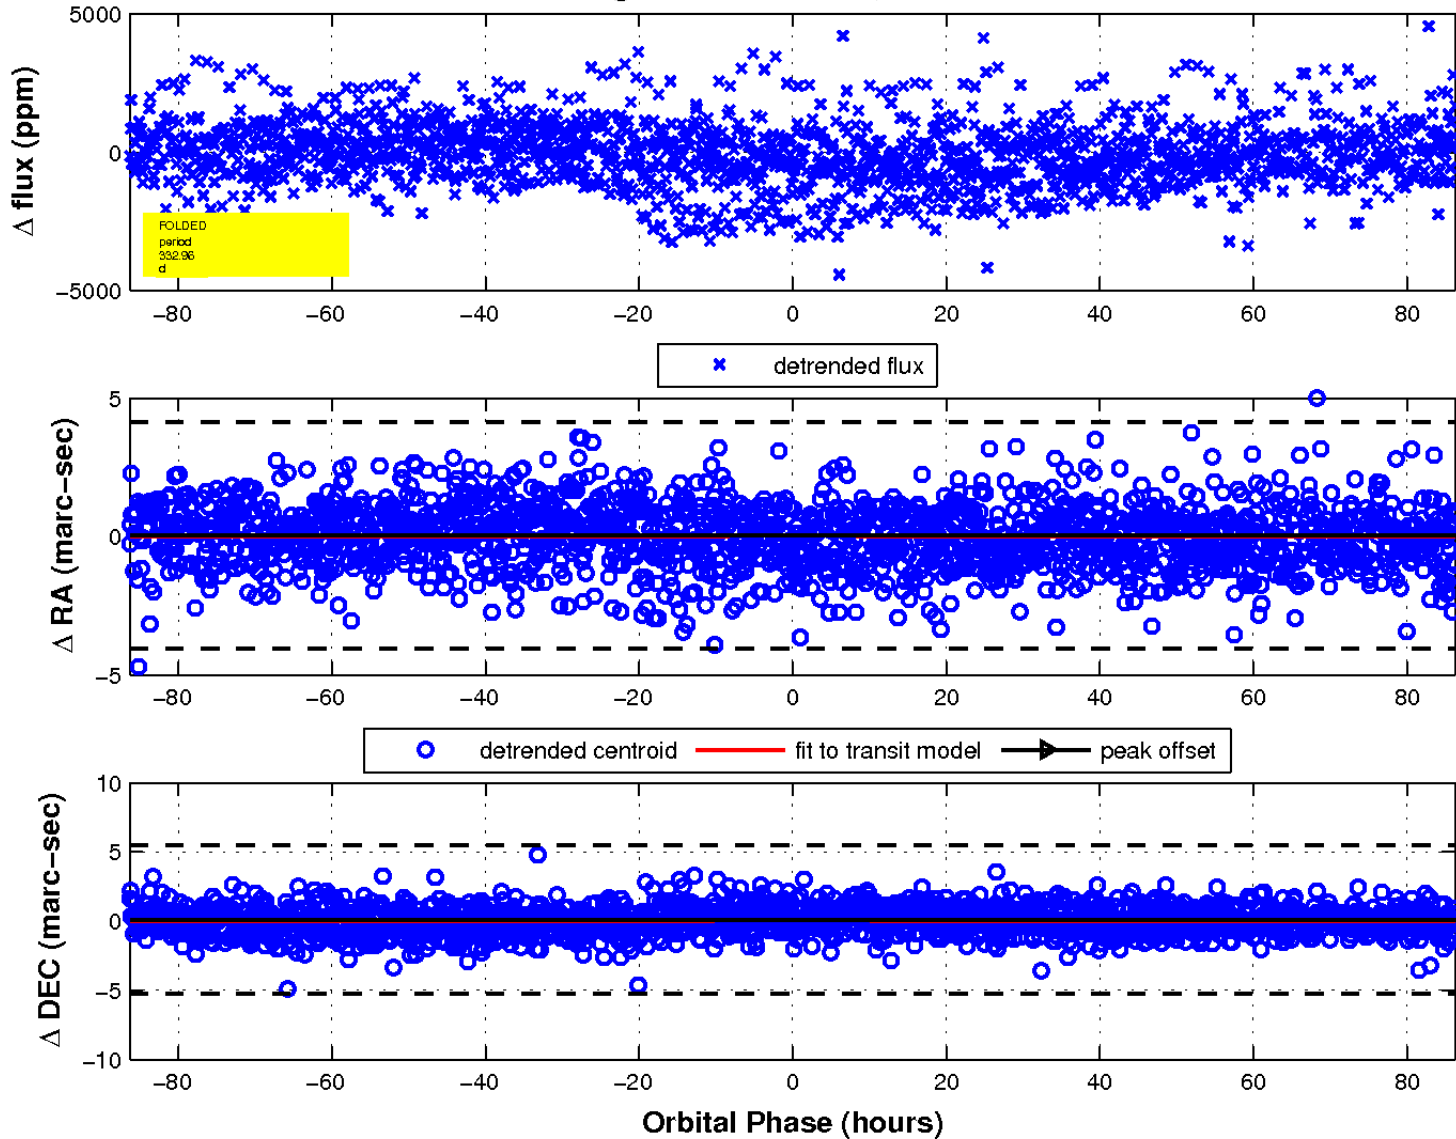 5000
0
−5000
Δ flux (ppm)
FOLDED
period
332.96
d
−80 −60 −40 −20 0 20 40 60 80
detrended flux
5
0
−5
Δ RA (marc−sec)
−80 −60 −40 −20 0 20 40 60 80
detrended centroid fit to transit model peak offset
10
5
0
−5
−10
Δ DEC (marc−sec)
−80 −60 −40 −20 0 20 40 60 80
Orbital Phase (hours)